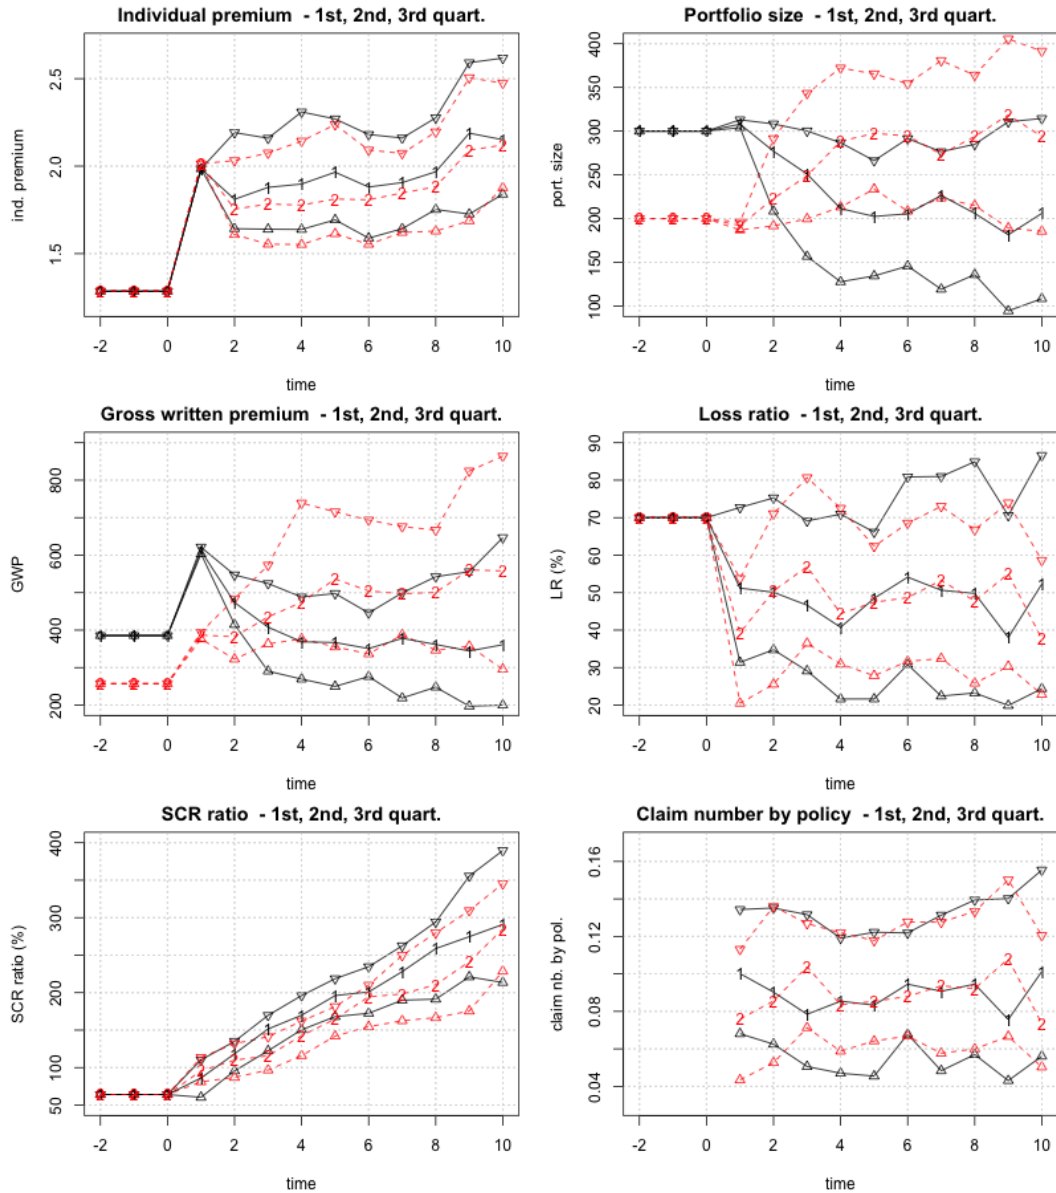 Individual premium - 1st, 2nd, 3rd quart.
ind. premium
1.5 2.0 2.5
-2 0 2 4 6 8 10
time
Portfolio size - 1st, 2nd, 3rd quart.
port. size
100 150 200 250 300 400
-2 0 2 4 6 8 10
time
Gross written premium - 1st, 2nd, 3rd quart.
GWP
200 400 600 800
-2 0 2 4 6 8 10
time
Loss ratio - 1st, 2nd, 3rd quart.
LR (%)
20 30 40 50 60 70 80 90
-2 0 2 4 6 8 10
time
SCR ratio - 1st, 2nd, 3rd quart.
SCR ratio (%)
50 100 200 300 400
-2 0 2 4 6 8 10
time
Claim number by policy - 1st, 2nd, 3rd quart.
claim nb. by pol.
0.04 0.08 0.12 0.16
-2 0 2 4 6 8 10
time